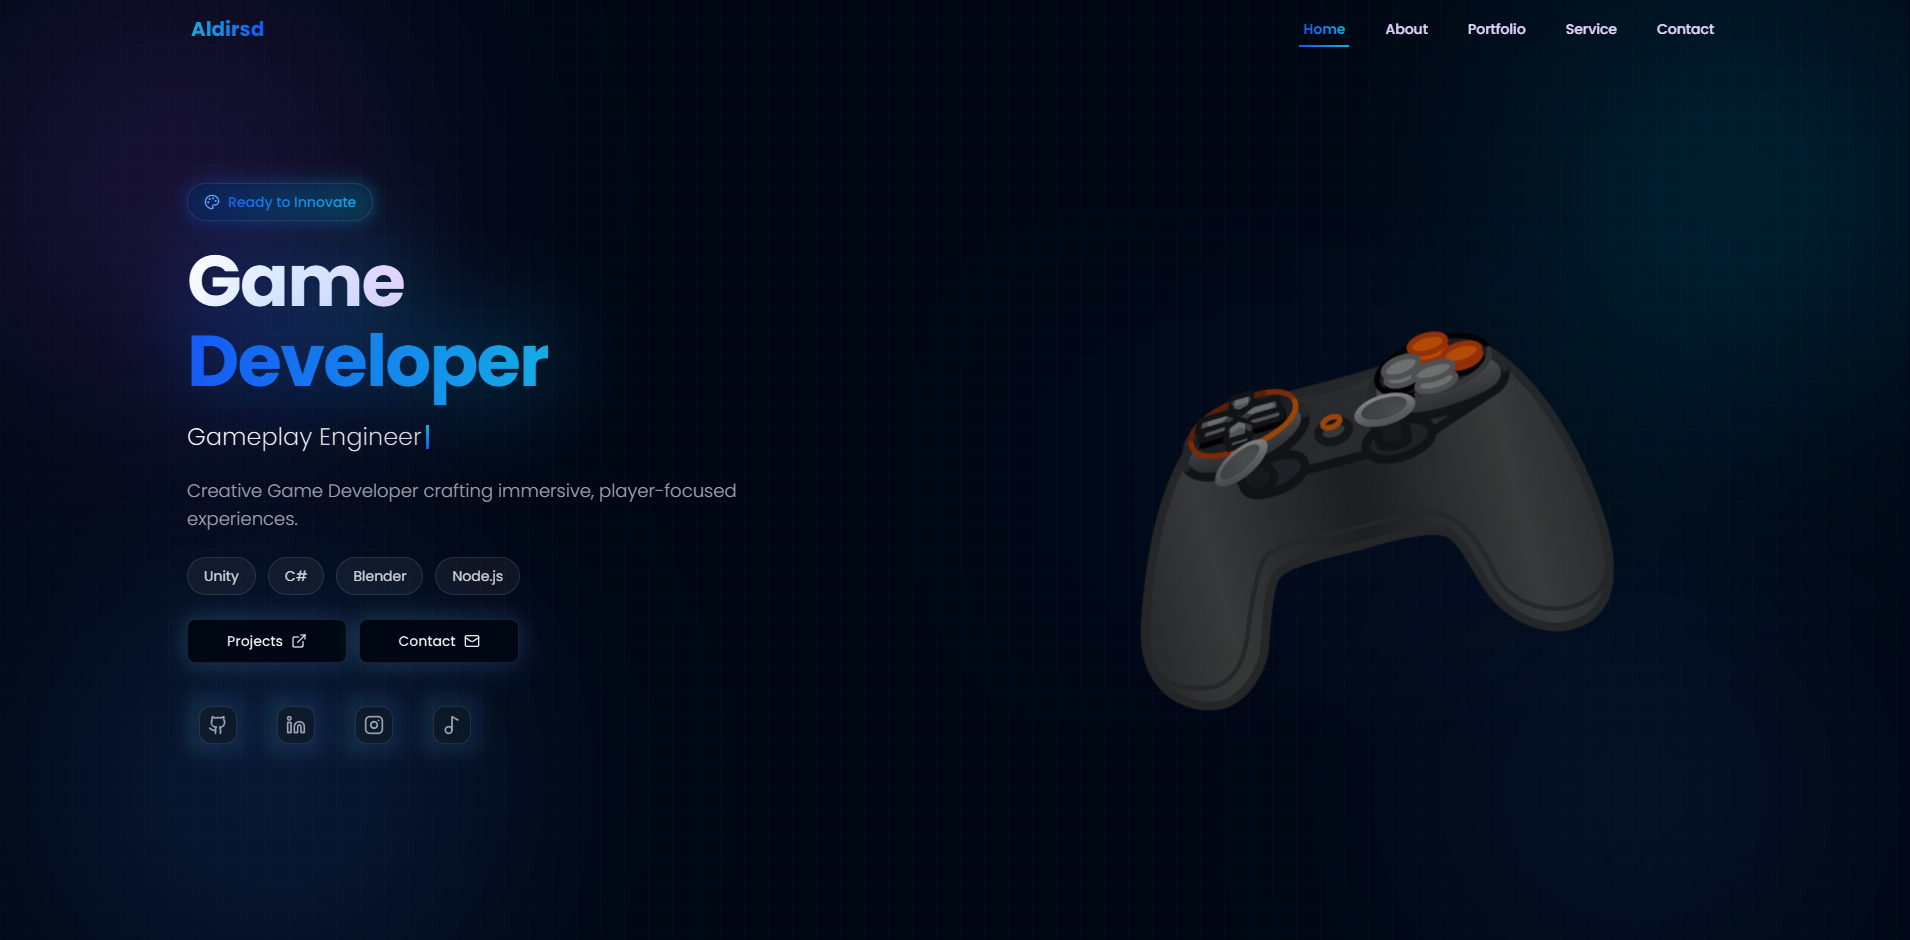 Aldirsd
Home About Portfolio Service Contact
Ready to Innovate
Game
Developer
Gameplay Engineer
Creative Game Developer crafting immersive, player-focused
experiences.
Unity C# Blender Node.js
Projects Contact